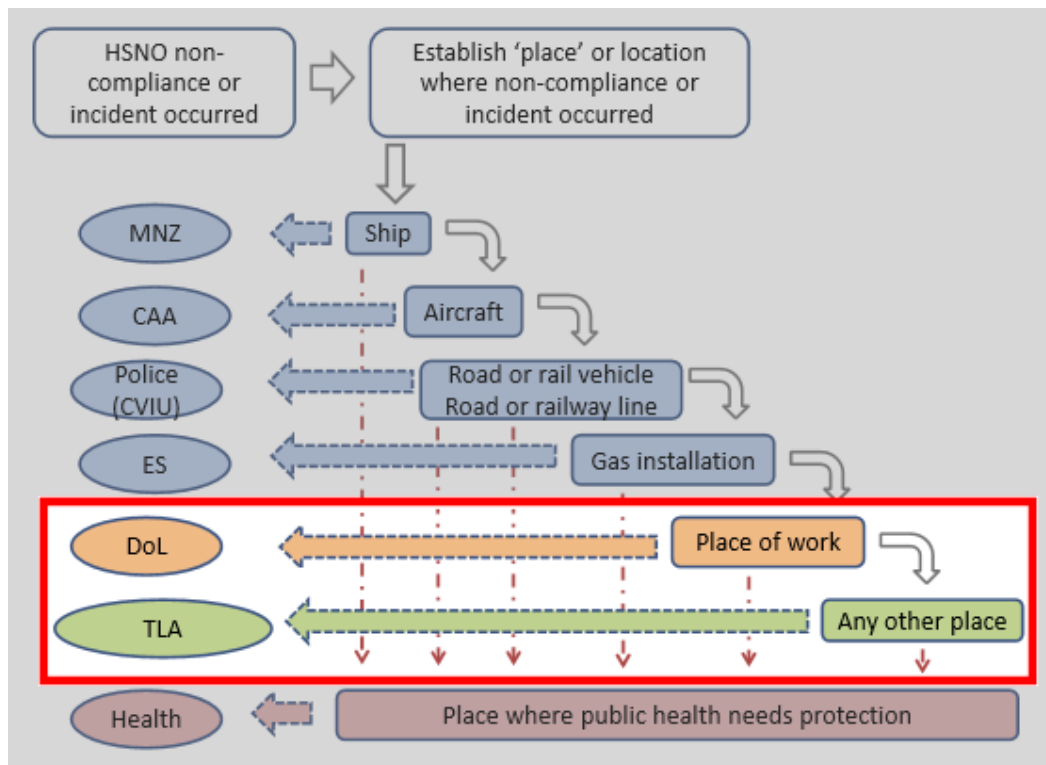 HSNO non-
compliance or
incident occurred
Establish ‘place’ or location
where non-compliance or
incident occurred
MNZ
Ship
CAA
Aircraft
Police
(CVIU)
Road or rail vehicle
Road or railway line
ES
Gas installation
DoL
Place of work
TLA
Any other place
Health
Place where public health needs protection